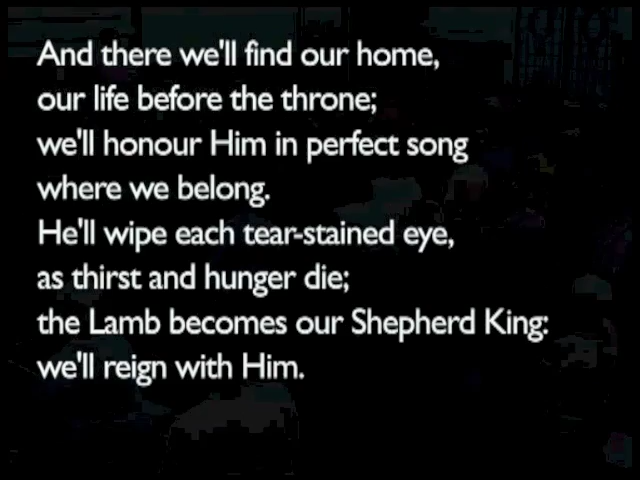 And there we'll find our home,
our life before the throne;
we'll honour Him in perfect song
where we belong.
He'll wipe each tear-stained eye,
as thirst and hunger die;
the Lamb becomes our Shepherd King:
we'll reign with Him.